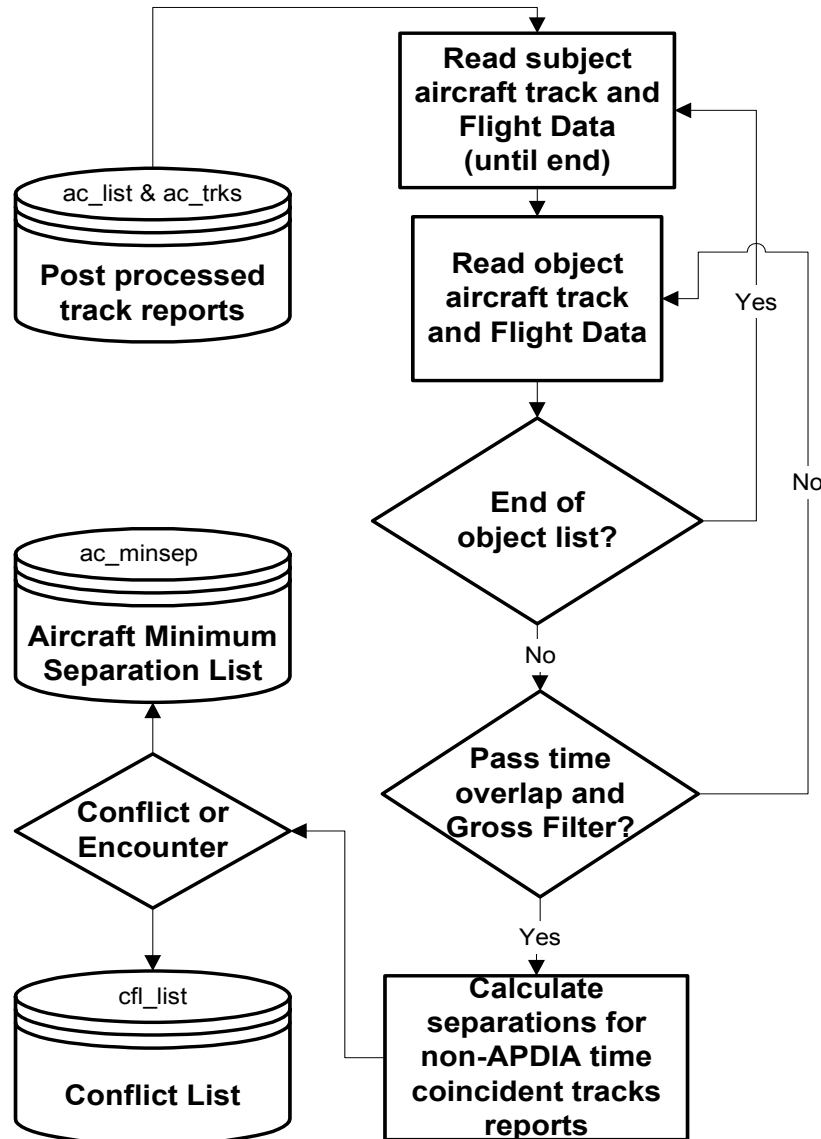 Read subject
aircraft track and
Flight Data
(until end)
ac_list & ac_trks
Post processed
track reports
Read object
aircraft track
and Flight Data
Yes
No
End of
object list?
No
ac_minsep
Aircraft Minimum
Separation List
Pass time
overlap and
Gross Filter?
Conflict or
Encounter
Yes
cfl_list
Conflict List
Calculate
separations for
non-APDIA time
coincident tracks
reports